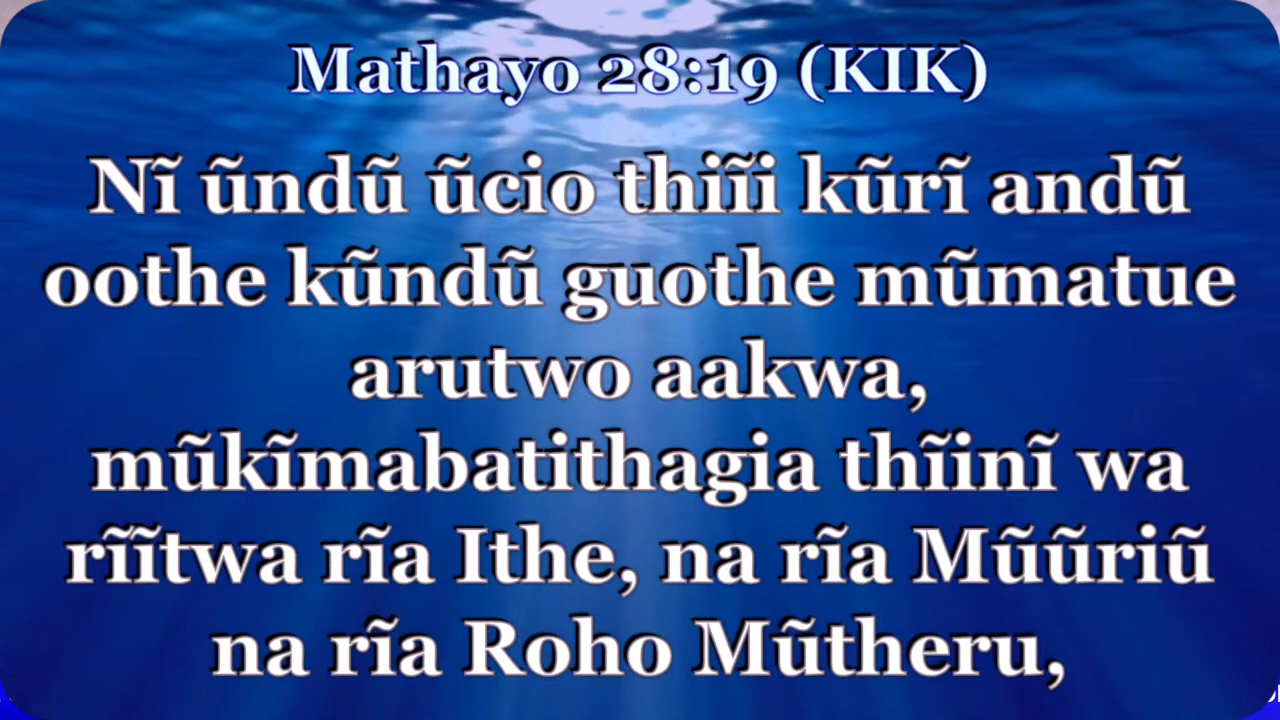 Mathayo 28:19 (KIK)
Nĩ ũndũ ũcio thiĩi kũrĩ andũ
oothe kũndũ guothe mũmatue
arutwo aakwa,
mũkĩmabatithagia thĩinĩ wa
rĩĩtwa rĩa Ithe, na rĩa Mũũriũ
na rĩa Roho Mũtheru,